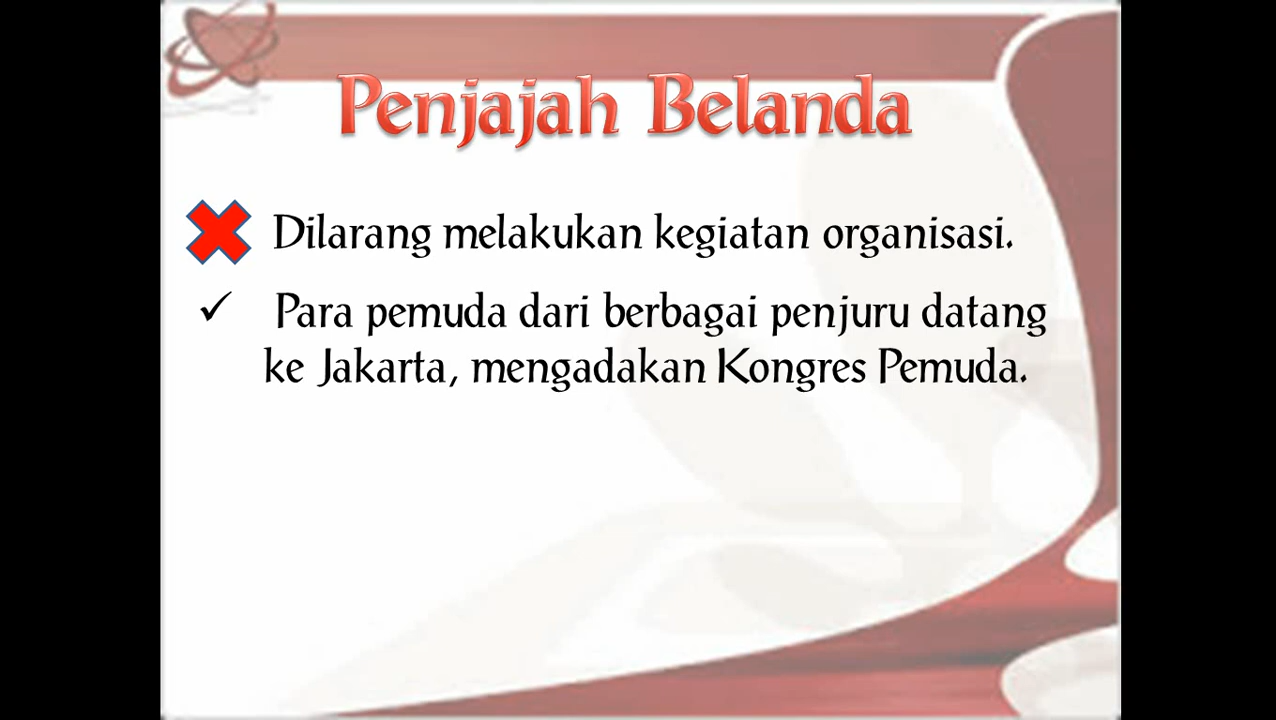 Penjajah Belanda
Dilarang melakukan kegiatan organisasi.
✓ Para pemuda dari berbagai penjuru datang
ke Jakarta, mengadakan Kongres Pemuda.